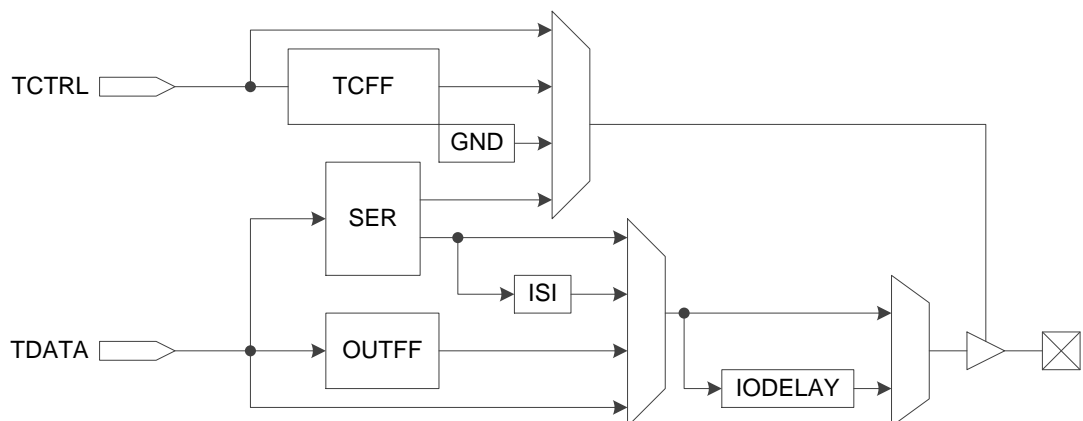 TCTRL
TCFF
GND
SER
ISI
TDATA
OUTFF
IODELAY